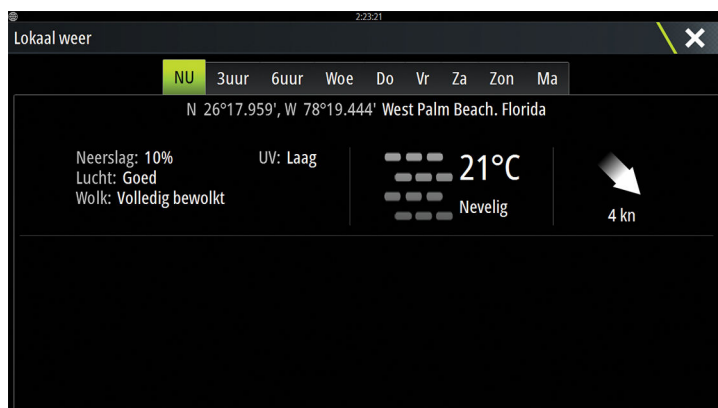 2:23:21
Lokaal weer
NU 3uur 6uur Woe Do Vr Za Zon Ma
N 26°17.959', W 78°19.444' West Palm Beach. Florida
Neerslag: 10% UV: Laag
Lucht: Goed
Wolk: Volledig bewolkt
21°C
Nevelig
4 kn